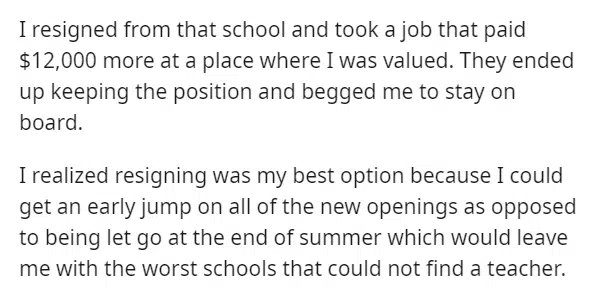 I resigned from that school and took a job that paid
$12,000 more at a place where I was valued. They ended
up keeping the position and begged me to stay on
board.
I realized resigning was my best option because I could
get an early jump on all of the new openings as opposed
to being let go at the end of summer which would leave
me with the worst schools that could not find a teacher.